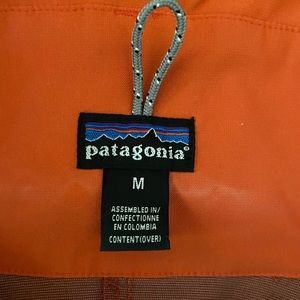 patagonia®
M
ASSEMBLED IN/
CONFECTIONNE
EN COLOMBIA
CONTENT(OVER)